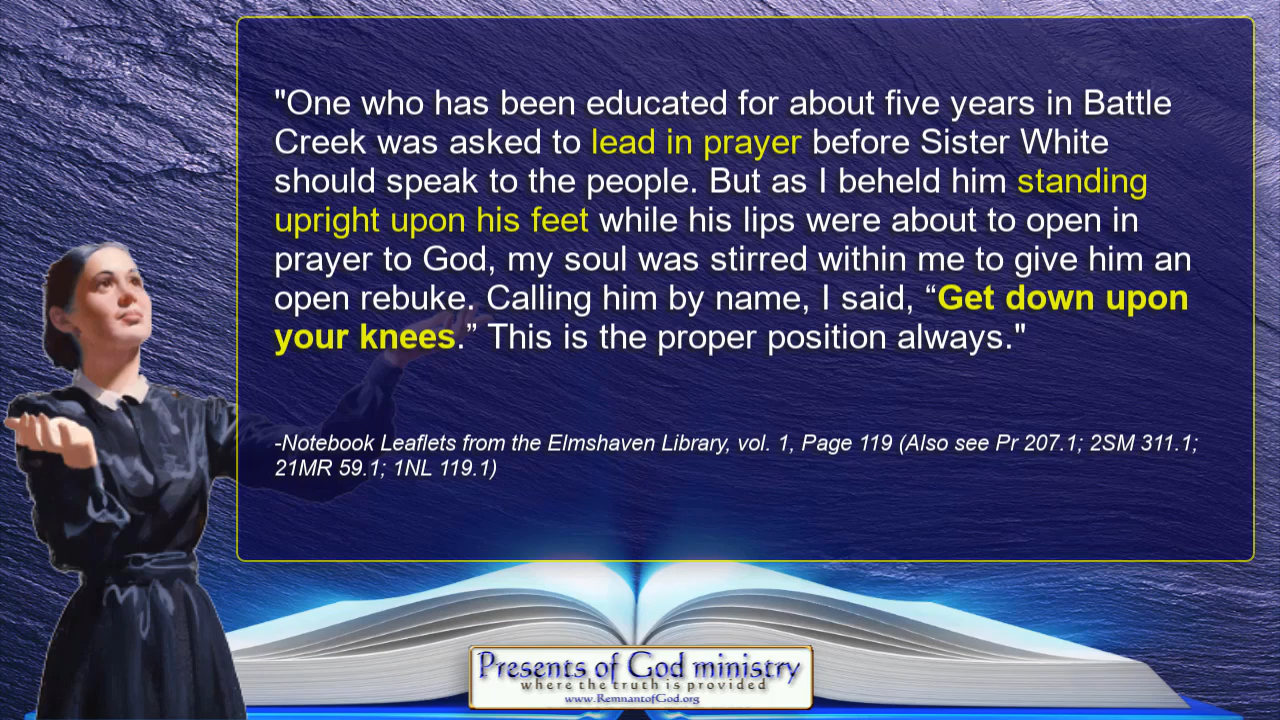 "One who has been educated for about five years in Battle
Creek was asked to lead in prayer before Sister White
should speak to the people. But as I beheld him standing
upright upon his feet while his lips were about to open in
prayer to God, my soul was stirred within me to give him an
open rebuke. Calling him by name, I said, “Get down upon
your knees.” This is the proper position always."
-Notebook Leaflets from the Elmshaven Library, vol. 1, Page 119 (Also see Pr 207.1; 2SM 311.1;
21MR 59.1; 1NL 119.1)
Presents of God ministry
where the truth is provided
www.RemnantofGod.org